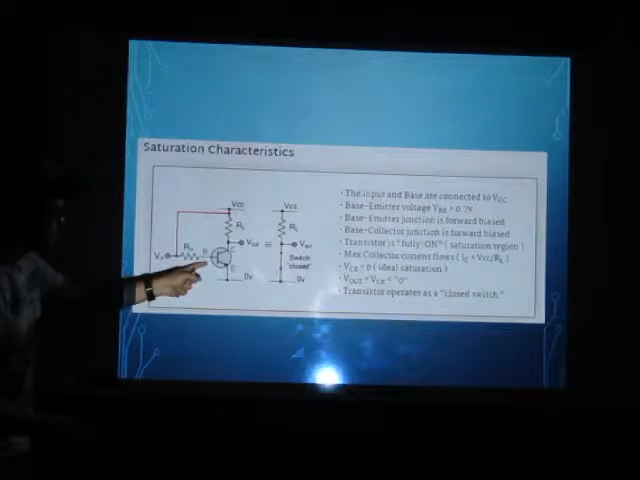 Saturation Characteristics
Vcc Vcc
RL RL
C Vout ≡ Vout
RB B
Switch
"closed"
E
0v 0v
· The input and Base are connected to VCC
· Base-Emitter voltage VBE > 0.7v
· Base-Emitter junction is forward biased
· Base-Collector junction is forward biased
· Transistor is "fully-ON" ( saturation region )
· Max Collector current flows ( IC = Vcc/RL )
· VCE = 0 ( ideal saturation )
· VOUT = VCE = "0"
· Transistor operates as a "closed switch"